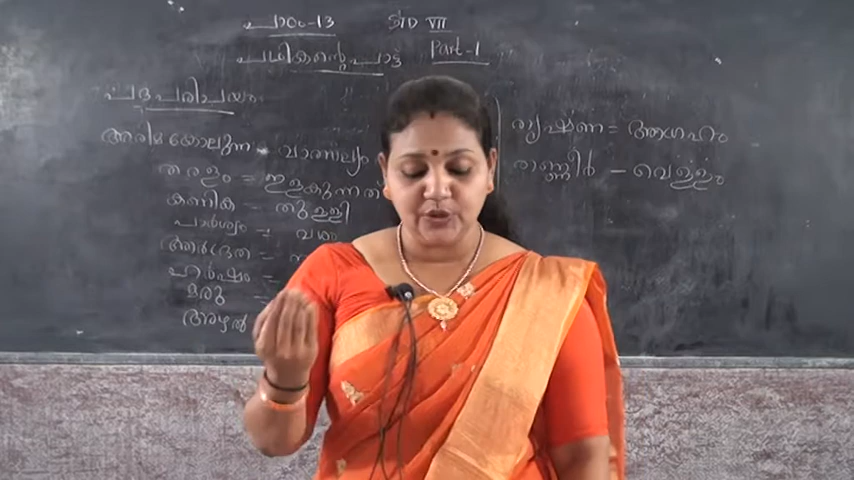 പാഠം-13 STD VII
പഥികന്റെ പാട്ട് Part-1
പദപരിചയം
അരിമകോലുന്ന = വാത്സല്യം
തരളം = ഇളകുന്ന
കണിക = തുള്ളി
പാർശ്വം = വശം
ആർദ്രത =
ഹർഷം =
മരു
അഴൽ
തൃഷ്ണ = ആഗ്രഹം
തണ്ണീർ - വെള്ളം